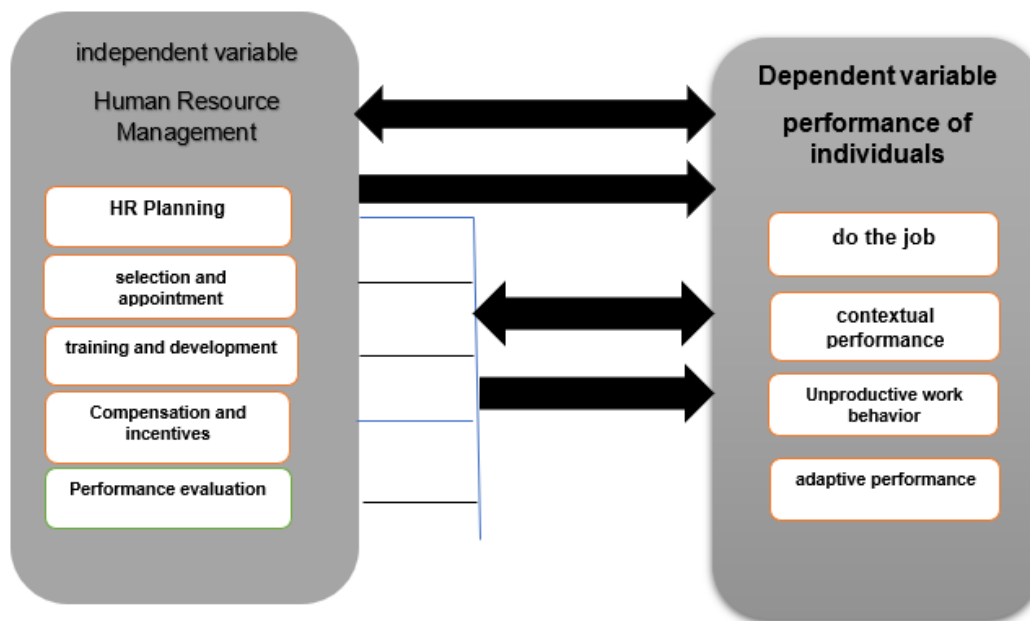 independent variable
Human Resource
Management
HR Planning
selection and
appointment
training and development
Compensation and
incentives
Performance evaluation
Dependent variable
performance of
individuals
do the job
contextual
performance
Unproductive work
behavior
adaptive performance